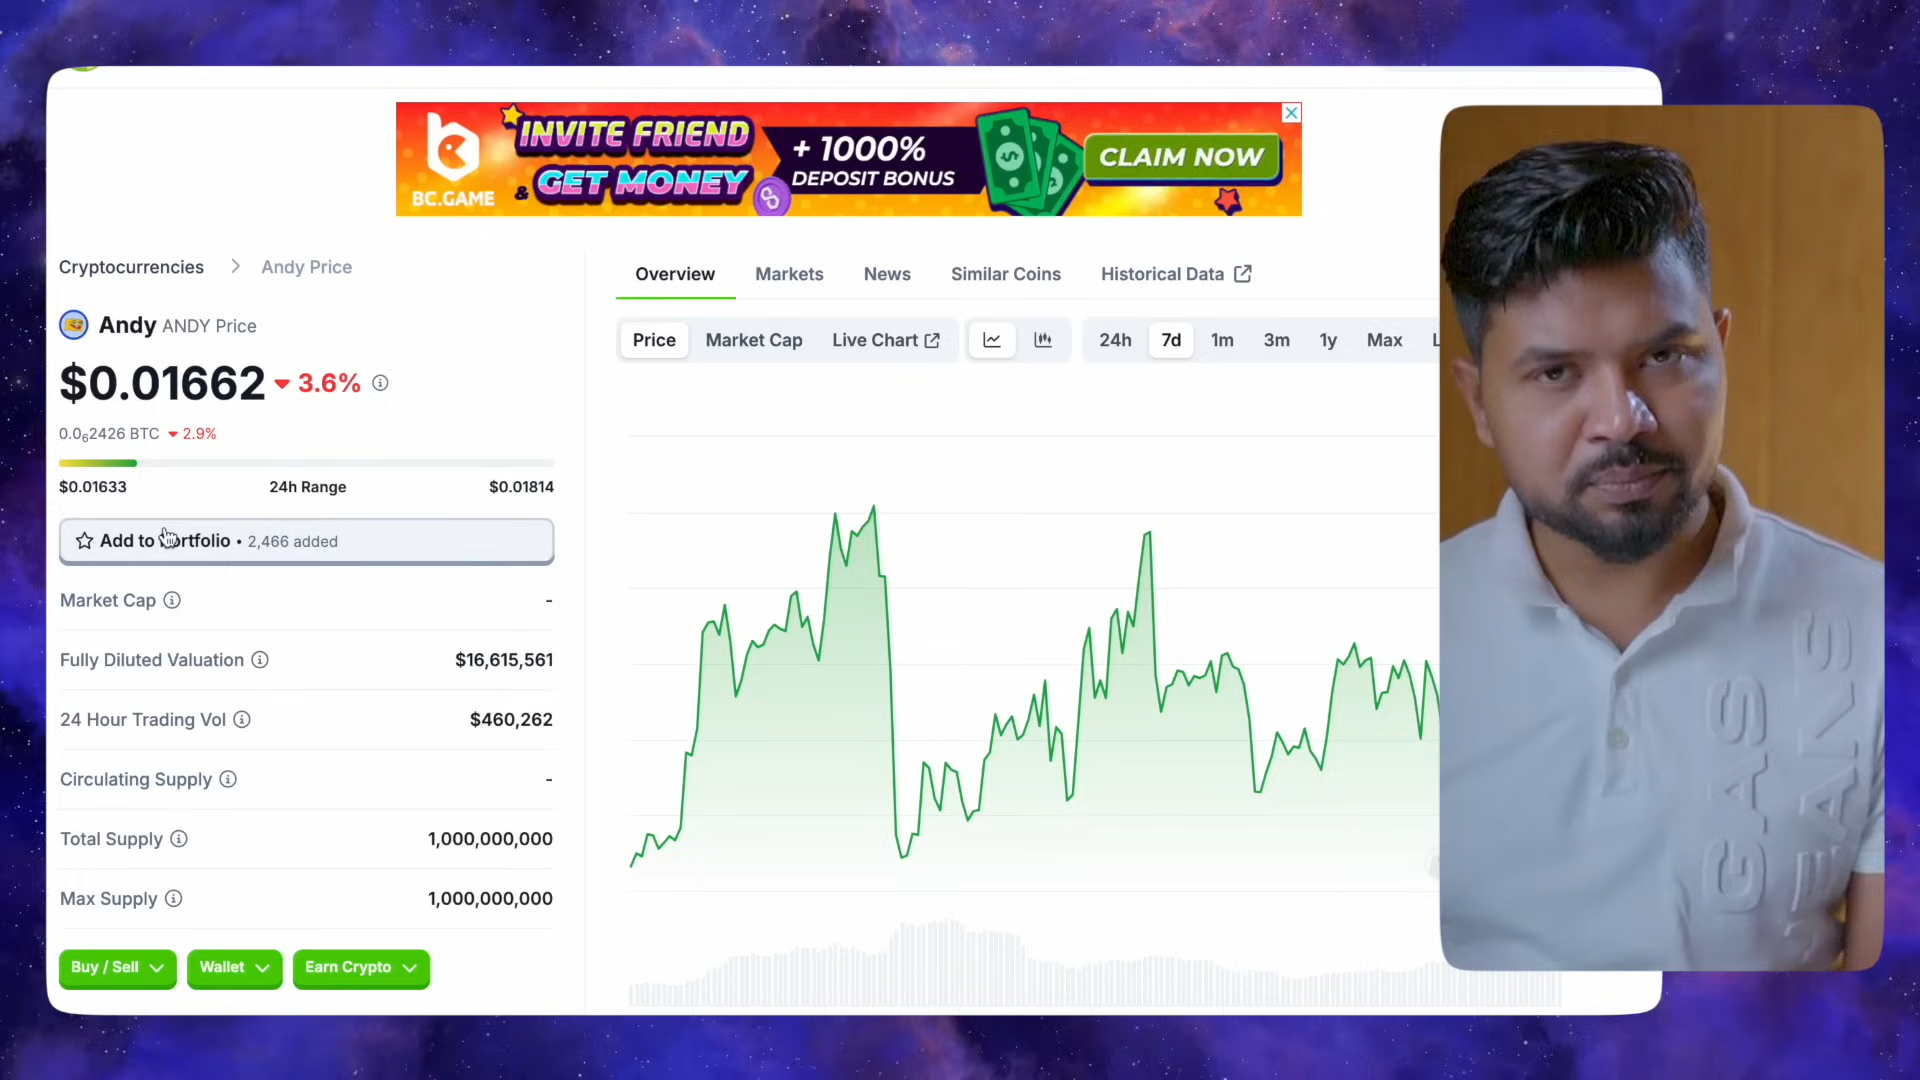 INVITE FRIEND
& GET MONEY
+ 1000%
DEPOSIT BONUS
CLAIM NOW
BC.GAME
Cryptocurrencies > Andy Price
Andy ANDY Price
$0.01662 3.6%
0.0₆2426 BTC 2.9%
$0.01633 24h Range $0.01814
Add to ortfolio • 2,466 added
Market Cap -
Fully Diluted Valuation $16,615,561
24 Hour Trading Vol $460,262
Circulating Supply -
Total Supply 1,000,000,000
Max Supply 1,000,000,000
Buy / Sell Wallet Earn Crypto
Overview Markets News Similar Coins Historical Data
Price Market Cap Live Chart 24h 7d 1m 3m 1y Max L
GAS
JEANS